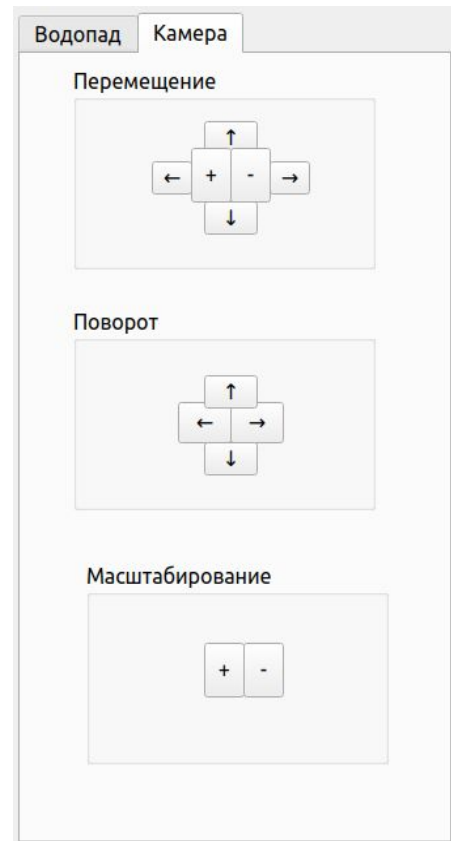 Водопад Камера
Перемещение
↑
← + - →
↓
Поворот
↑
← →
↓
Масштабирование
+ -